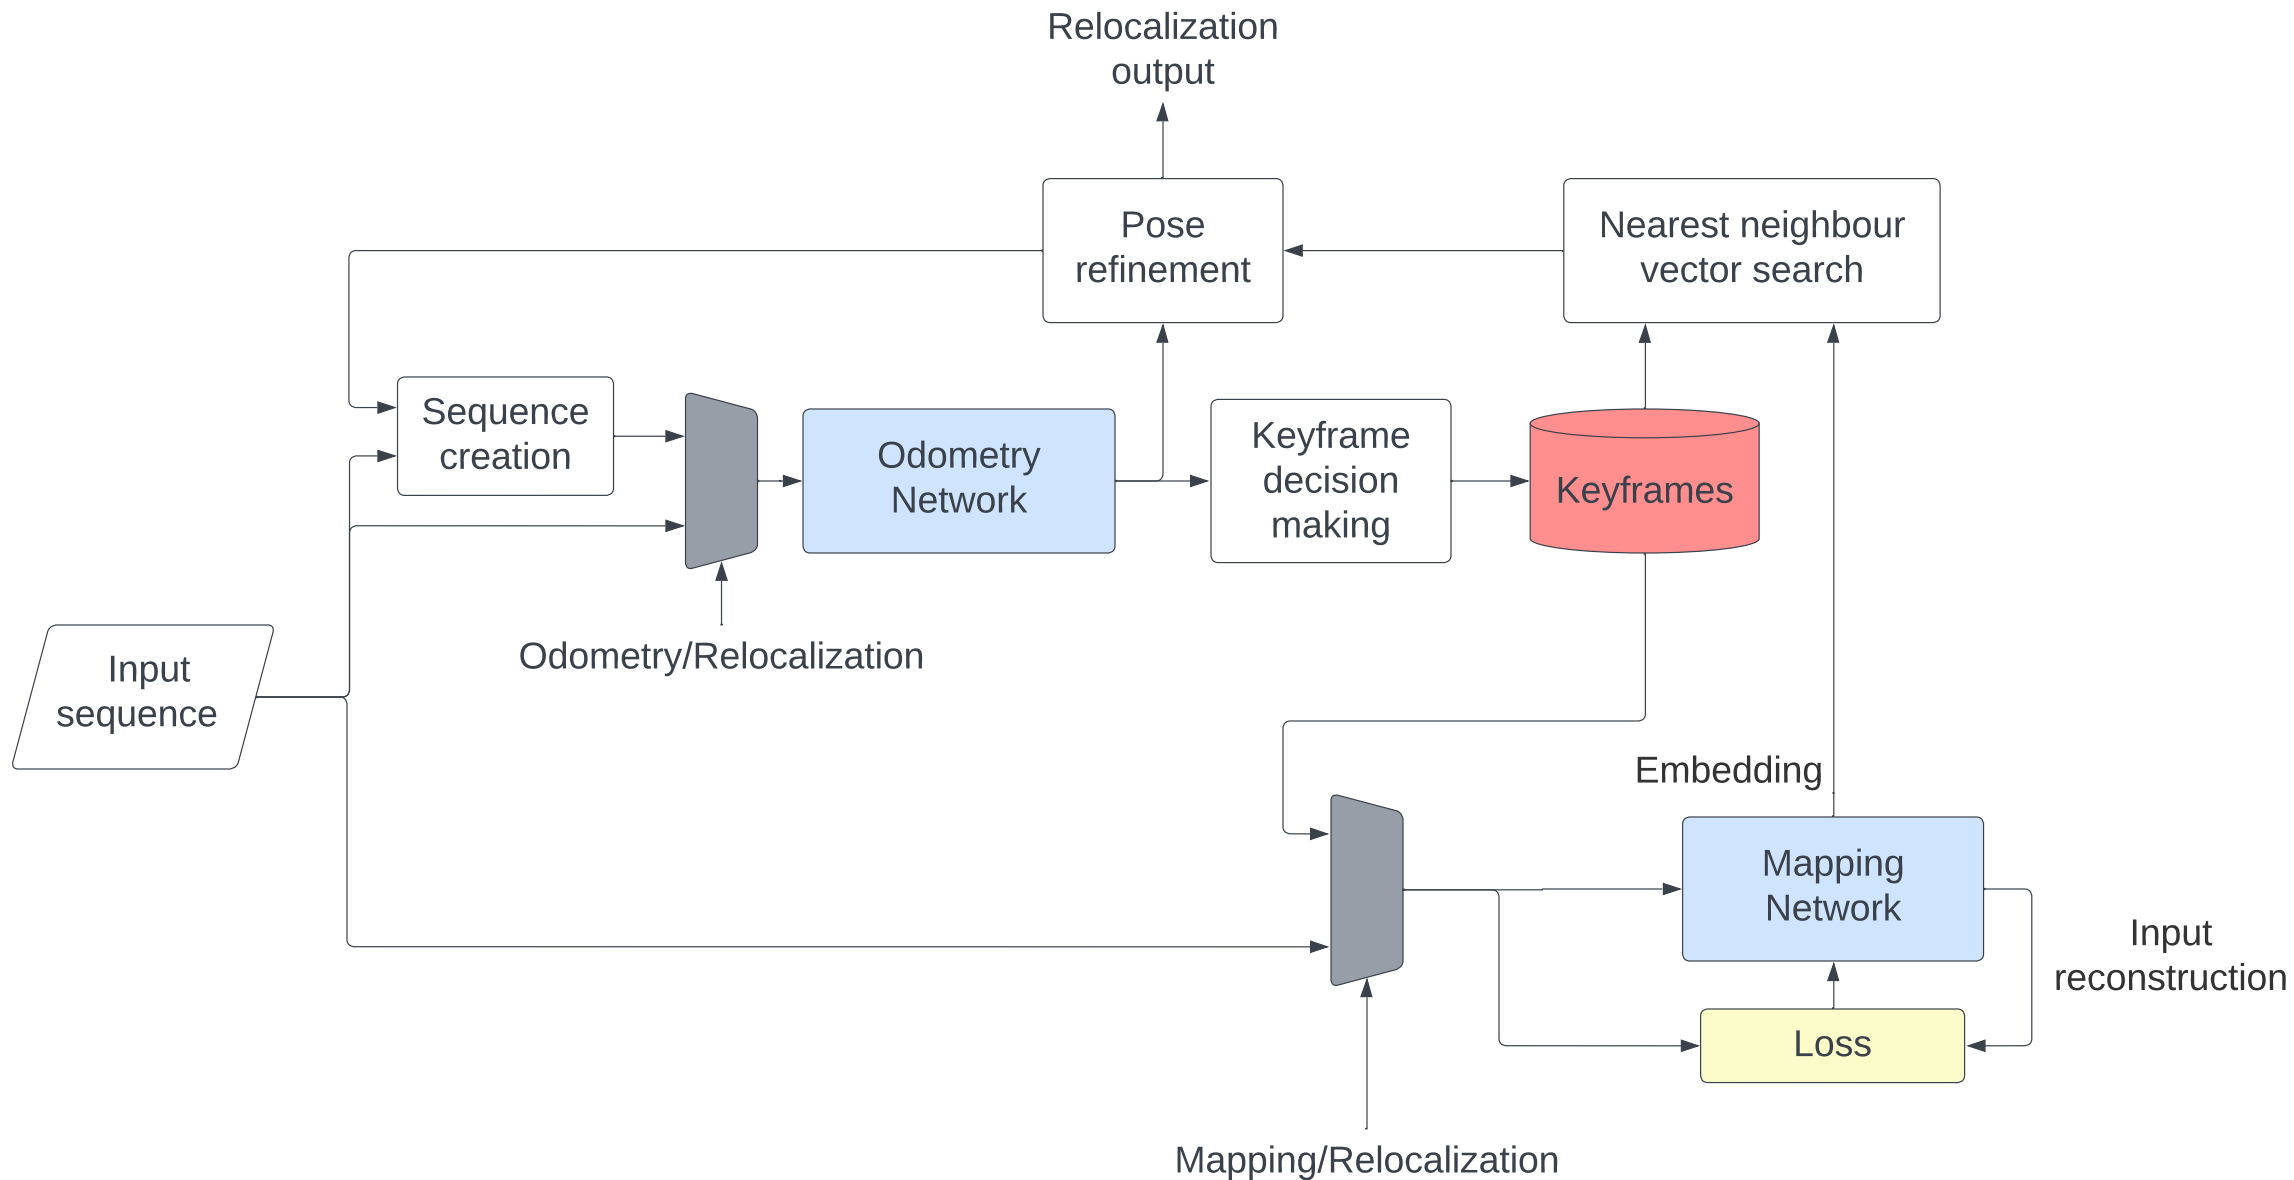 Relocalization
output
Pose
refinement
Nearest neighbour
vector search
Sequence
creation
Odometry
Network
Keyframe
decision
making
Keyframes
Odometry/Relocalization
Input
sequence
Embedding
Mapping
Network
Input
reconstruction
Loss
Mapping/Relocalization